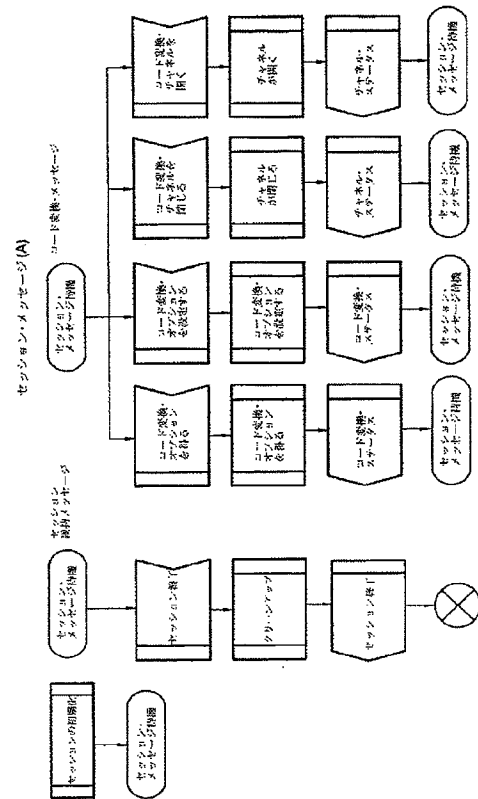 セッション・メッセージ(A)
セッションの初期化
セッション・
メッセージ待機
セッション
維持メッセージ
セッション・
メッセージ待機
セッション終了
クリーンアップ
セッション終了
コード変換・メッセージ
セッション・
メッセージ待機
コード変換・
オプション
を得る
コード変換・
オプション
を得る
コード変換・
ステータス
セッション・
メッセージ待機
コード変換・
オプション
を設定する
コード変換・
オプション
を設定する
コード変換・
ステータス
セッション・
メッセージ待機
コード変換・
チャネルを
閉じる
チャネル
が閉じる
チャネル・
ステータス
セッション・
メッセージ待機
コード変換・
チャネルを
開く
チャネル
が開く
チャネル・
ステータス
セッション・
メッセージ待機